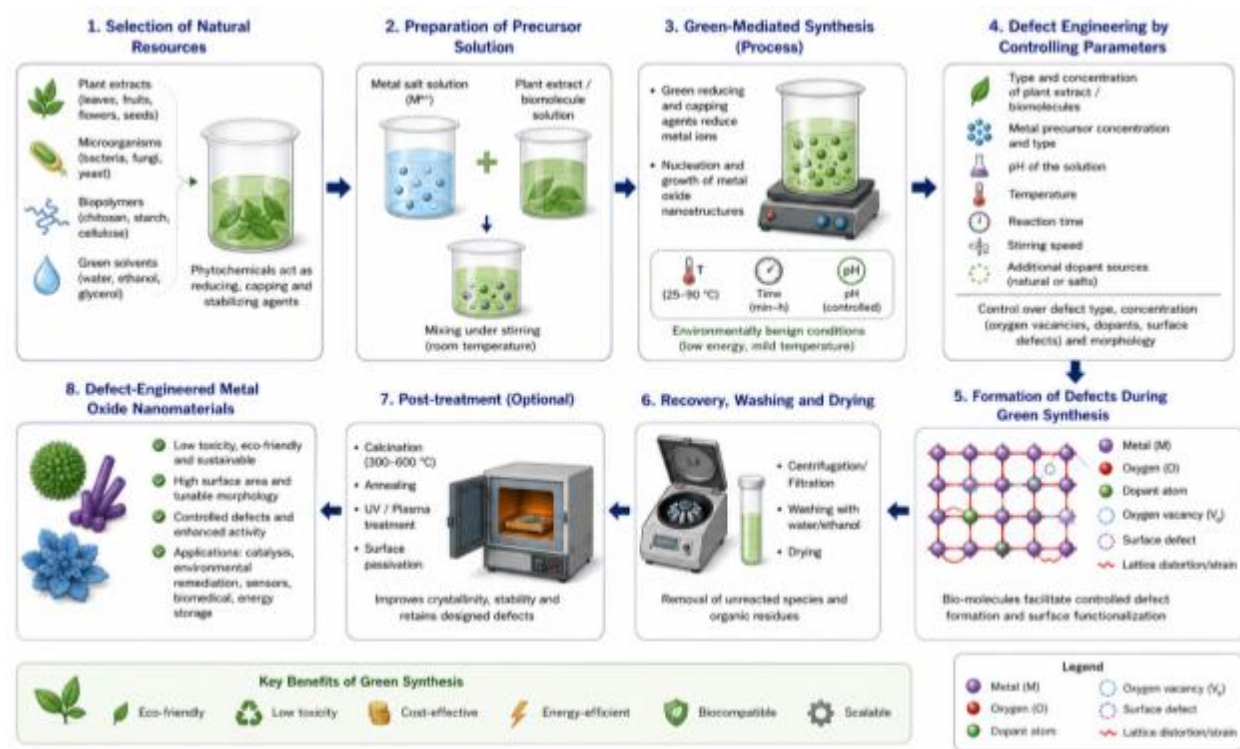 1. Selection of Natural
Resources
Plant extracts
(leaves, fruits,
flowers, seeds)
Microorganisms
(bacteria, fungi,
yeast)
Biopolymers
(chitosan, starch,
cellulose)
Green solvents
(water, ethanol,
glycerol)
Phytochemicals act as
reducing, capping and
stabilizing agents
2. Preparation of Precursor
Solution
Metal salt solution
(Mⁿ⁺)
Plant extract /
biomolecule
solution
+
Mixing under stirring
(room temperature)
3. Green-Mediated Synthesis
(Process)
• Green reducing
and capping
agents reduce
metal ions
• Nucleation and
growth of metal
oxide
nanostructures
T
(25–90 °C)
Time
(min–h)
pH
pH
(controlled)
Environmentally benign conditions
(low energy, mild temperature)
4. Defect Engineering by
Controlling Parameters
Type and concentration
of plant extract /
biomolecules
Metal precursor concentration
and type
pH of the solution
Temperature
Reaction time
Stirring speed
Additional dopant sources
(natural or salts)
Control over defect type, concentration
(oxygen vacancies, dopants, surface
defects) and morphology
8. Defect-Engineered Metal
Oxide Nanomaterials
Low toxicity, eco-friendly
and sustainable
High surface area and
tunable morphology
Controlled defects and
enhanced activity
Applications: catalysis,
environmental
remediation, sensors,
biomedical, energy
storage
7. Post-treatment (Optional)
• Calcination
(300–600 °C)
• Annealing
• UV / Plasma
treatment
• Surface
passivation
Improves crystallinity, stability and
retains designed defects
6. Recovery, Washing and Drying
• Centrifugation/
Filtration
• Washing with
water/ethanol
• Drying
Removal of unreacted species and
organic residues
5. Formation of Defects During
Green Synthesis
Metal (M)
Oxygen (O)
Dopant atom
Oxygen vacancy (Vₒ)
Surface defect
Lattice distortion/strain
Bio-molecules facilitate controlled defect
formation and surface functionalization
Key Benefits of Green Synthesis
Eco-friendly
Low toxicity
Cost-effective
Energy-efficient
Biocompatible
Scalable
Legend
Metal (M)
Oxygen (O)
Dopant atom
Oxygen vacancy (Vₒ)
Surface defect
Lattice distortion/strain